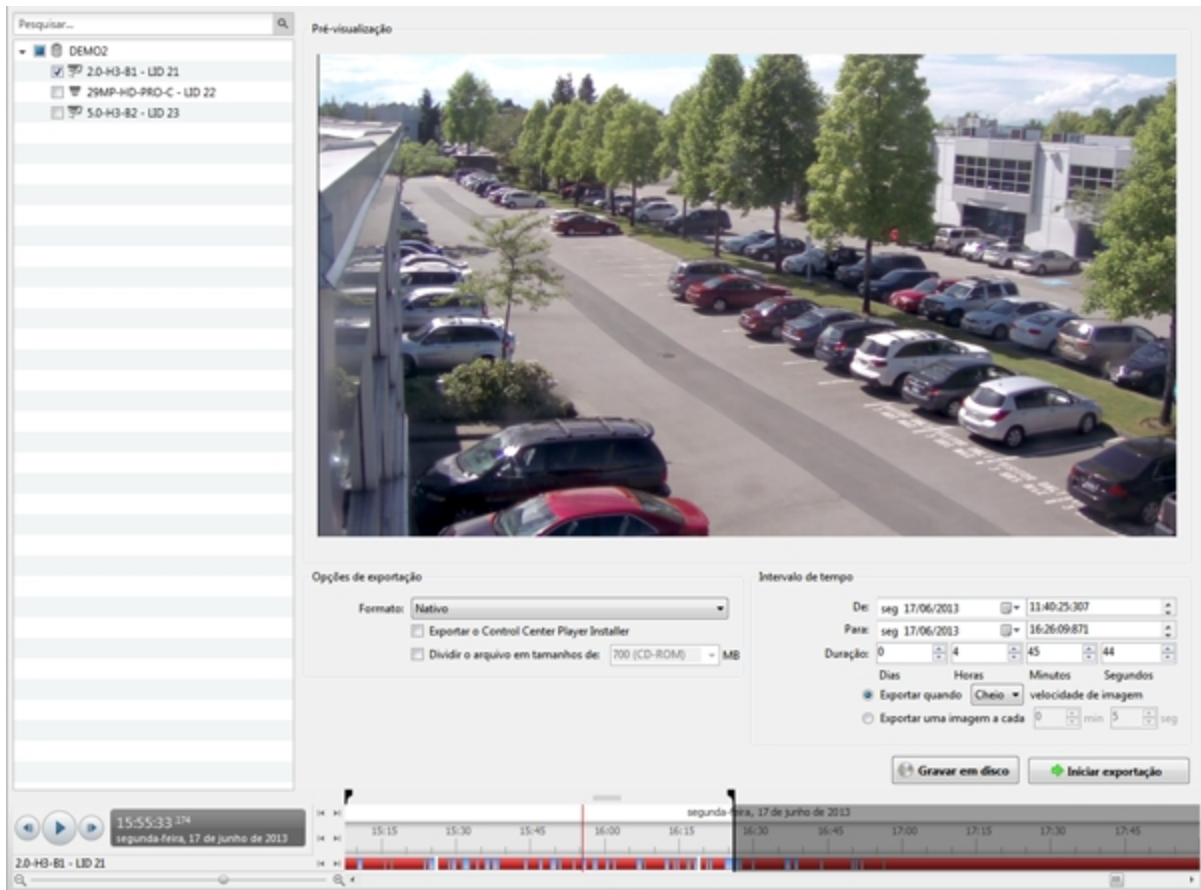 Pesquisar...
DEMO2
2.0-H3-B1 - LID 21
29MP-HD-PRO-C - LID 22
5.0-H3-B2 - LID 23
Pré-visualização
Opções de exportação
Formato: Nativo
Exportar o Control Center Player Installer
Dividir o arquivo em tamanhos de: 700 (CD-ROM) MB
Intervalo de tempo
De: seg 17/06/2013 11:40:25:307
Para: seg 17/06/2013 16:26:09:871
Duração: 0 4 45 44
Dias Horas Minutos Segundos
Exportar quando Cheio velocidade de imagem
Exportar uma imagem a cada 0 min 5 seg
Gravar em disco
Iniciar exportação
15:55:33.174
segunda-feira, 17 de junho de 2013
segunda-feira, 17 de junho de 2013
15:15 15:30 15:45 16:00 16:15 16:30 16:45 17:00 17:15 17:30 17:45
2.0-H3-B1 - LID 21